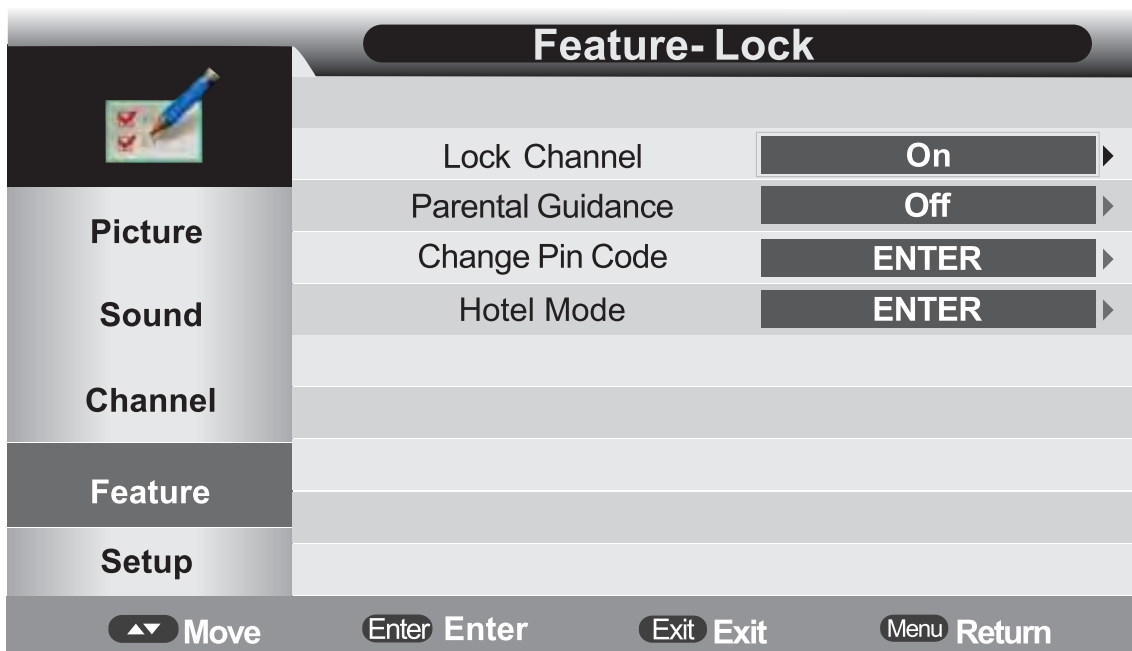 Feature- Lock
Lock Channel On
Parental Guidance Off
Change Pin Code ENTER
Hotel Mode ENTER
Picture
Sound
Channel
Feature
Setup
Move Enter Enter Exit Exit Menu Return